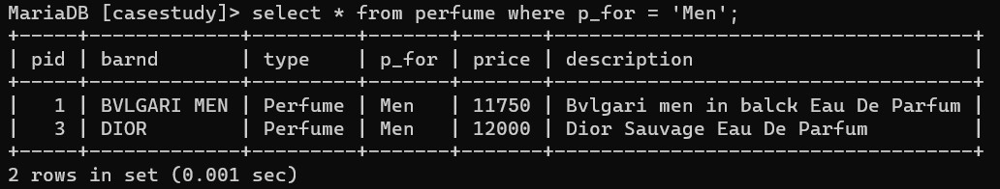 MariaDB [casestudy]> select * from perfume where p_for = 'Men';
+-----+-------------+---------+-------+-------+----------------------------------+
| pid | barnd       | type    | p_for | price | description                      |
+-----+-------------+---------+-------+-------+----------------------------------+
|   1 | BVLGARI MEN | Perfume | Men   | 11750 | Bvlgari men in balck Eau De Parfum |
|   3 | DIOR        | Perfume | Men   | 12000 | Dior Sauvage Eau De Parfum       |
+-----+-------------+---------+-------+-------+----------------------------------+
2 rows in set (0.001 sec)